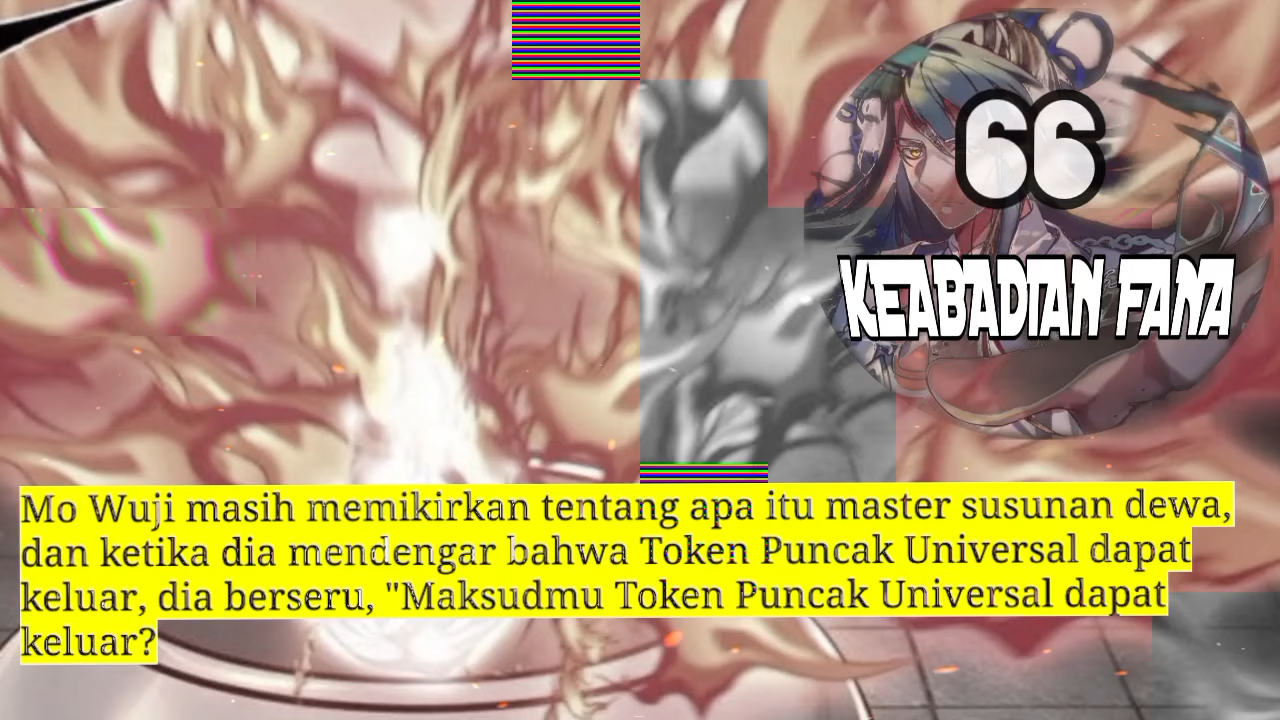 66
KEABADIAN FANA
Mo Wuji masih memikirkan tentang apa itu master susunan dewa,
dan ketika dia mendengar bahwa Token Puncak Universal dapat
keluar, dia berseru, "Maksudmu Token Puncak Universal dapat
keluar?